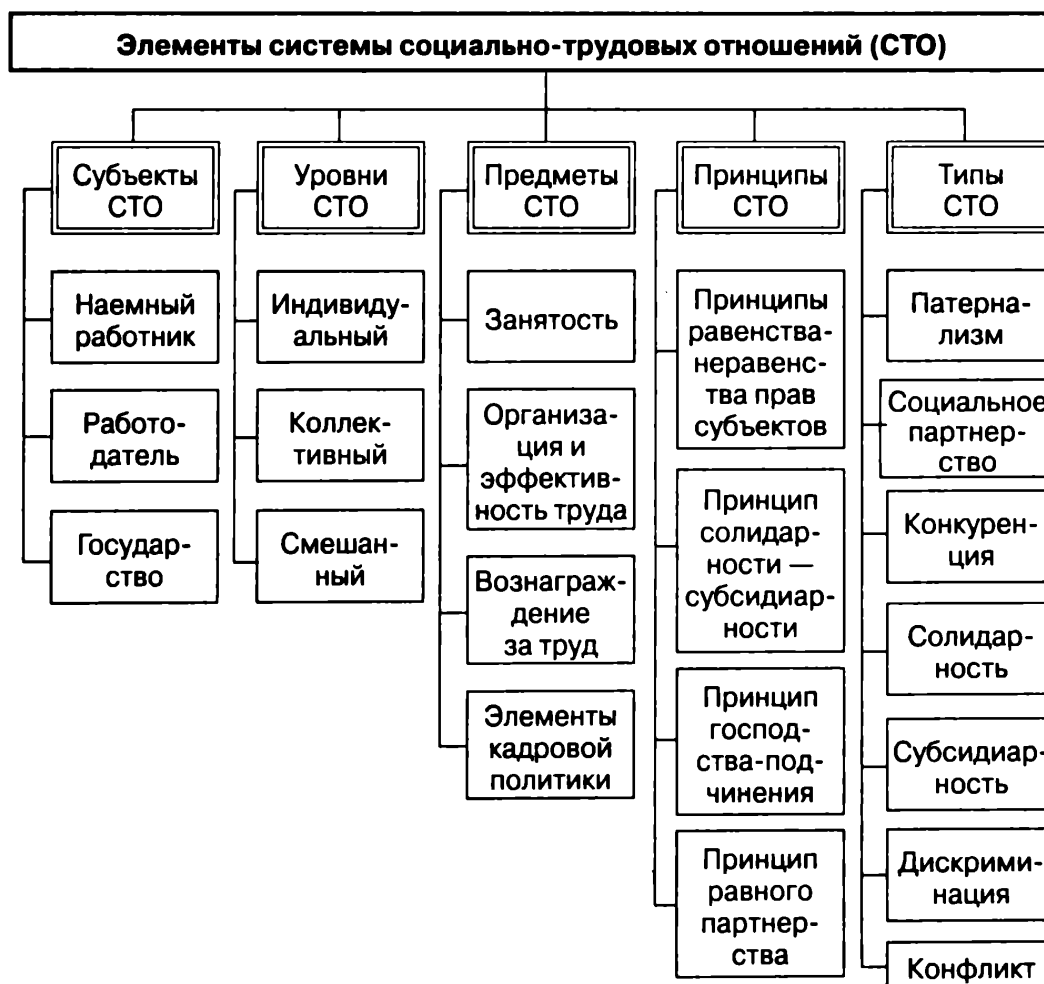 Элементы системы социально-трудовых отношений (СТО)
Субъекты
СТО
Наемный
работник
Работо-
датель
Государ-
ство
Уровни
СТО
Индивиду-
альный
Коллек-
тивный
Смешан-
ный
Предметы
СТО
Занятость
Организа-
ция и
эффектив-
ность труда
Вознаграж-
дение
за труд
Элементы
кадровой
политики
Принципы
СТО
Принципы
равенства-
неравенс-
тва прав
субъектов
Принцип
солидар-
ности —
субсидиар-
ности
Принцип
господ-
ства-под-
чинения
Принцип
равного
партнер-
ства
Типы
СТО
Патерна-
лизм
Социальное
партнер-
ство
Конкурен-
ция
Солидар-
ность
Субсидиар-
ность
Дискрими-
нация
Конфликт